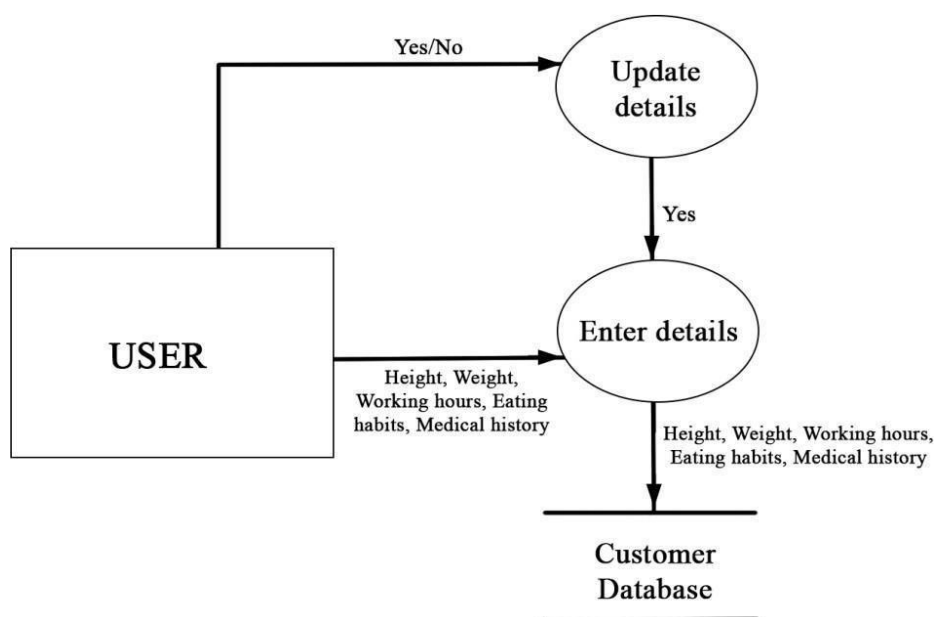 Yes/No
Update
details
Yes
USER
Enter details
Height, Weight,
Working hours, Eating
habits, Medical history
Height, Weight, Working hours,
Eating habits, Medical history
Customer
Database